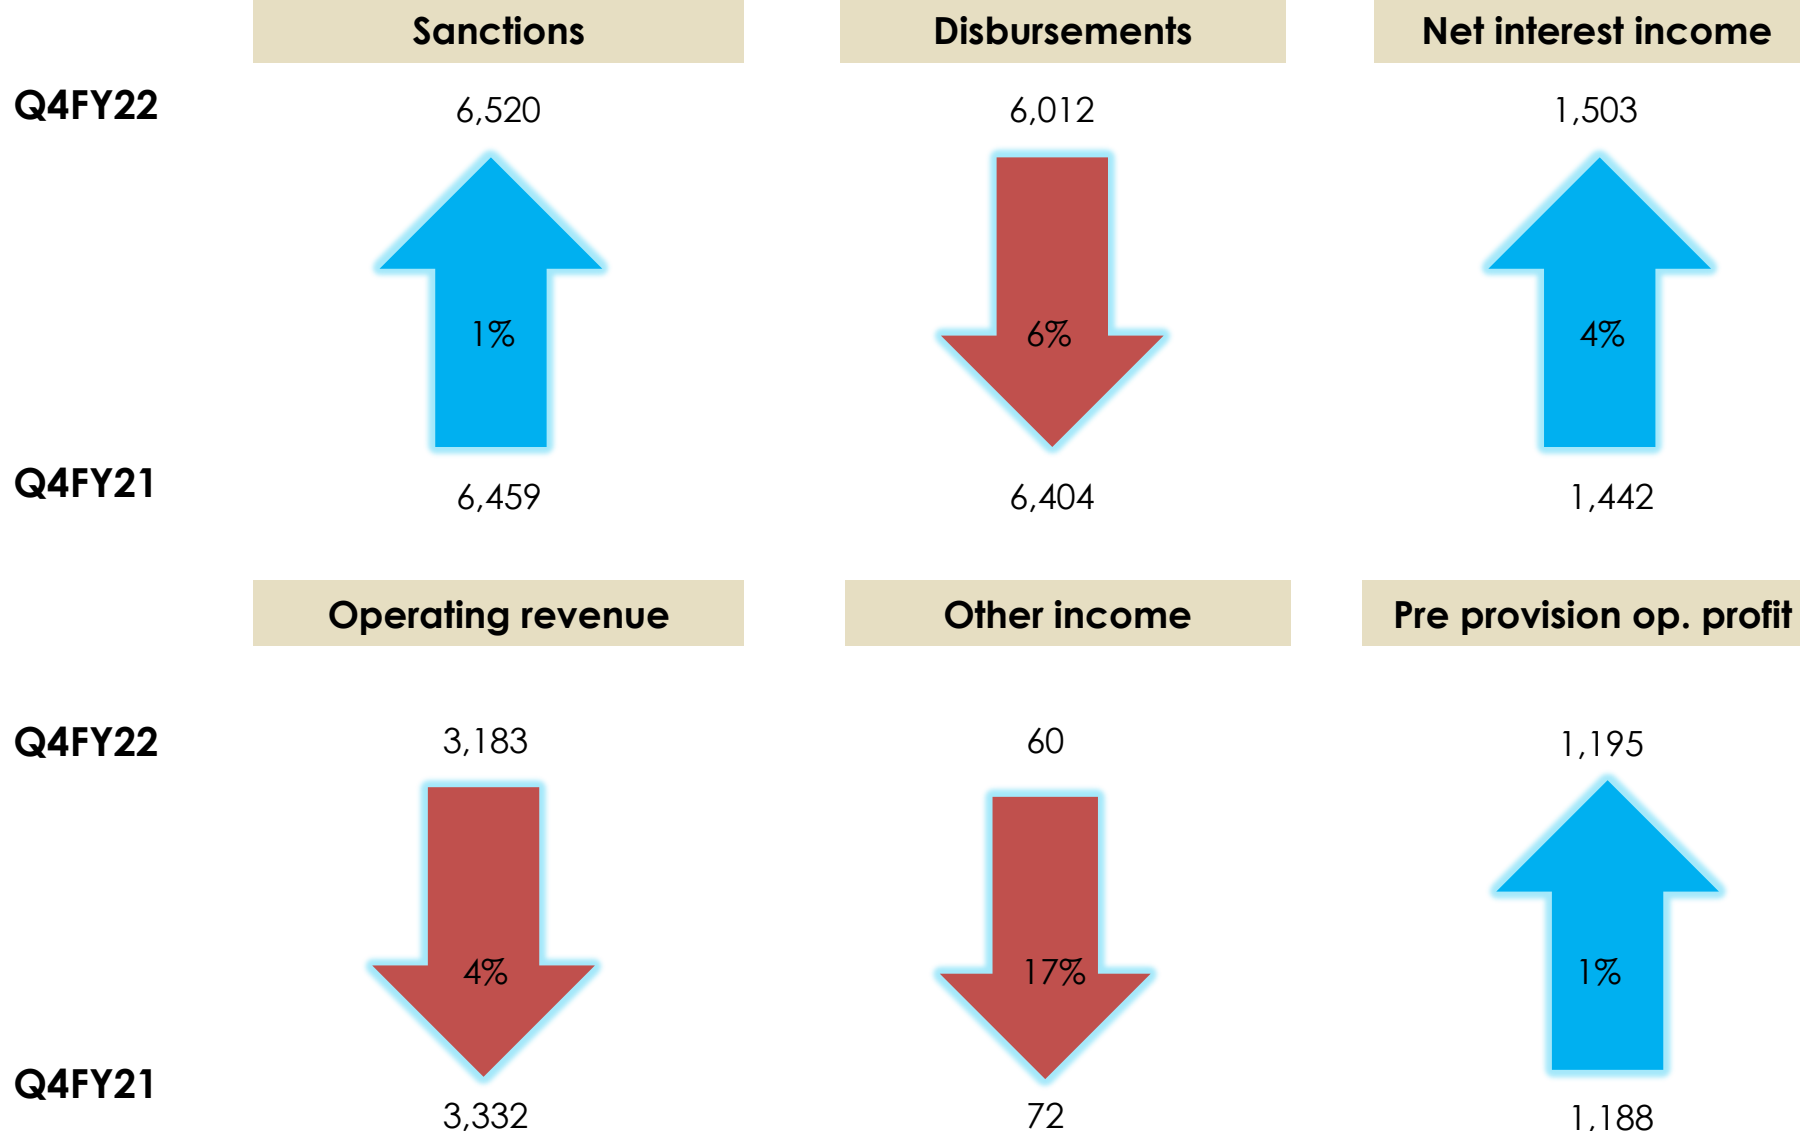 Sanctions
Disbursements
Net interest income
Q4FY22
6,520
6,012
1,503
1%
6%
4%
Q4FY21
6,459
6,404
1,442
Operating revenue
Other income
Pre provision op. profit
Q4FY22
3,183
60
1,195
4%
17%
1%
Q4FY21
3,332
72
1,188